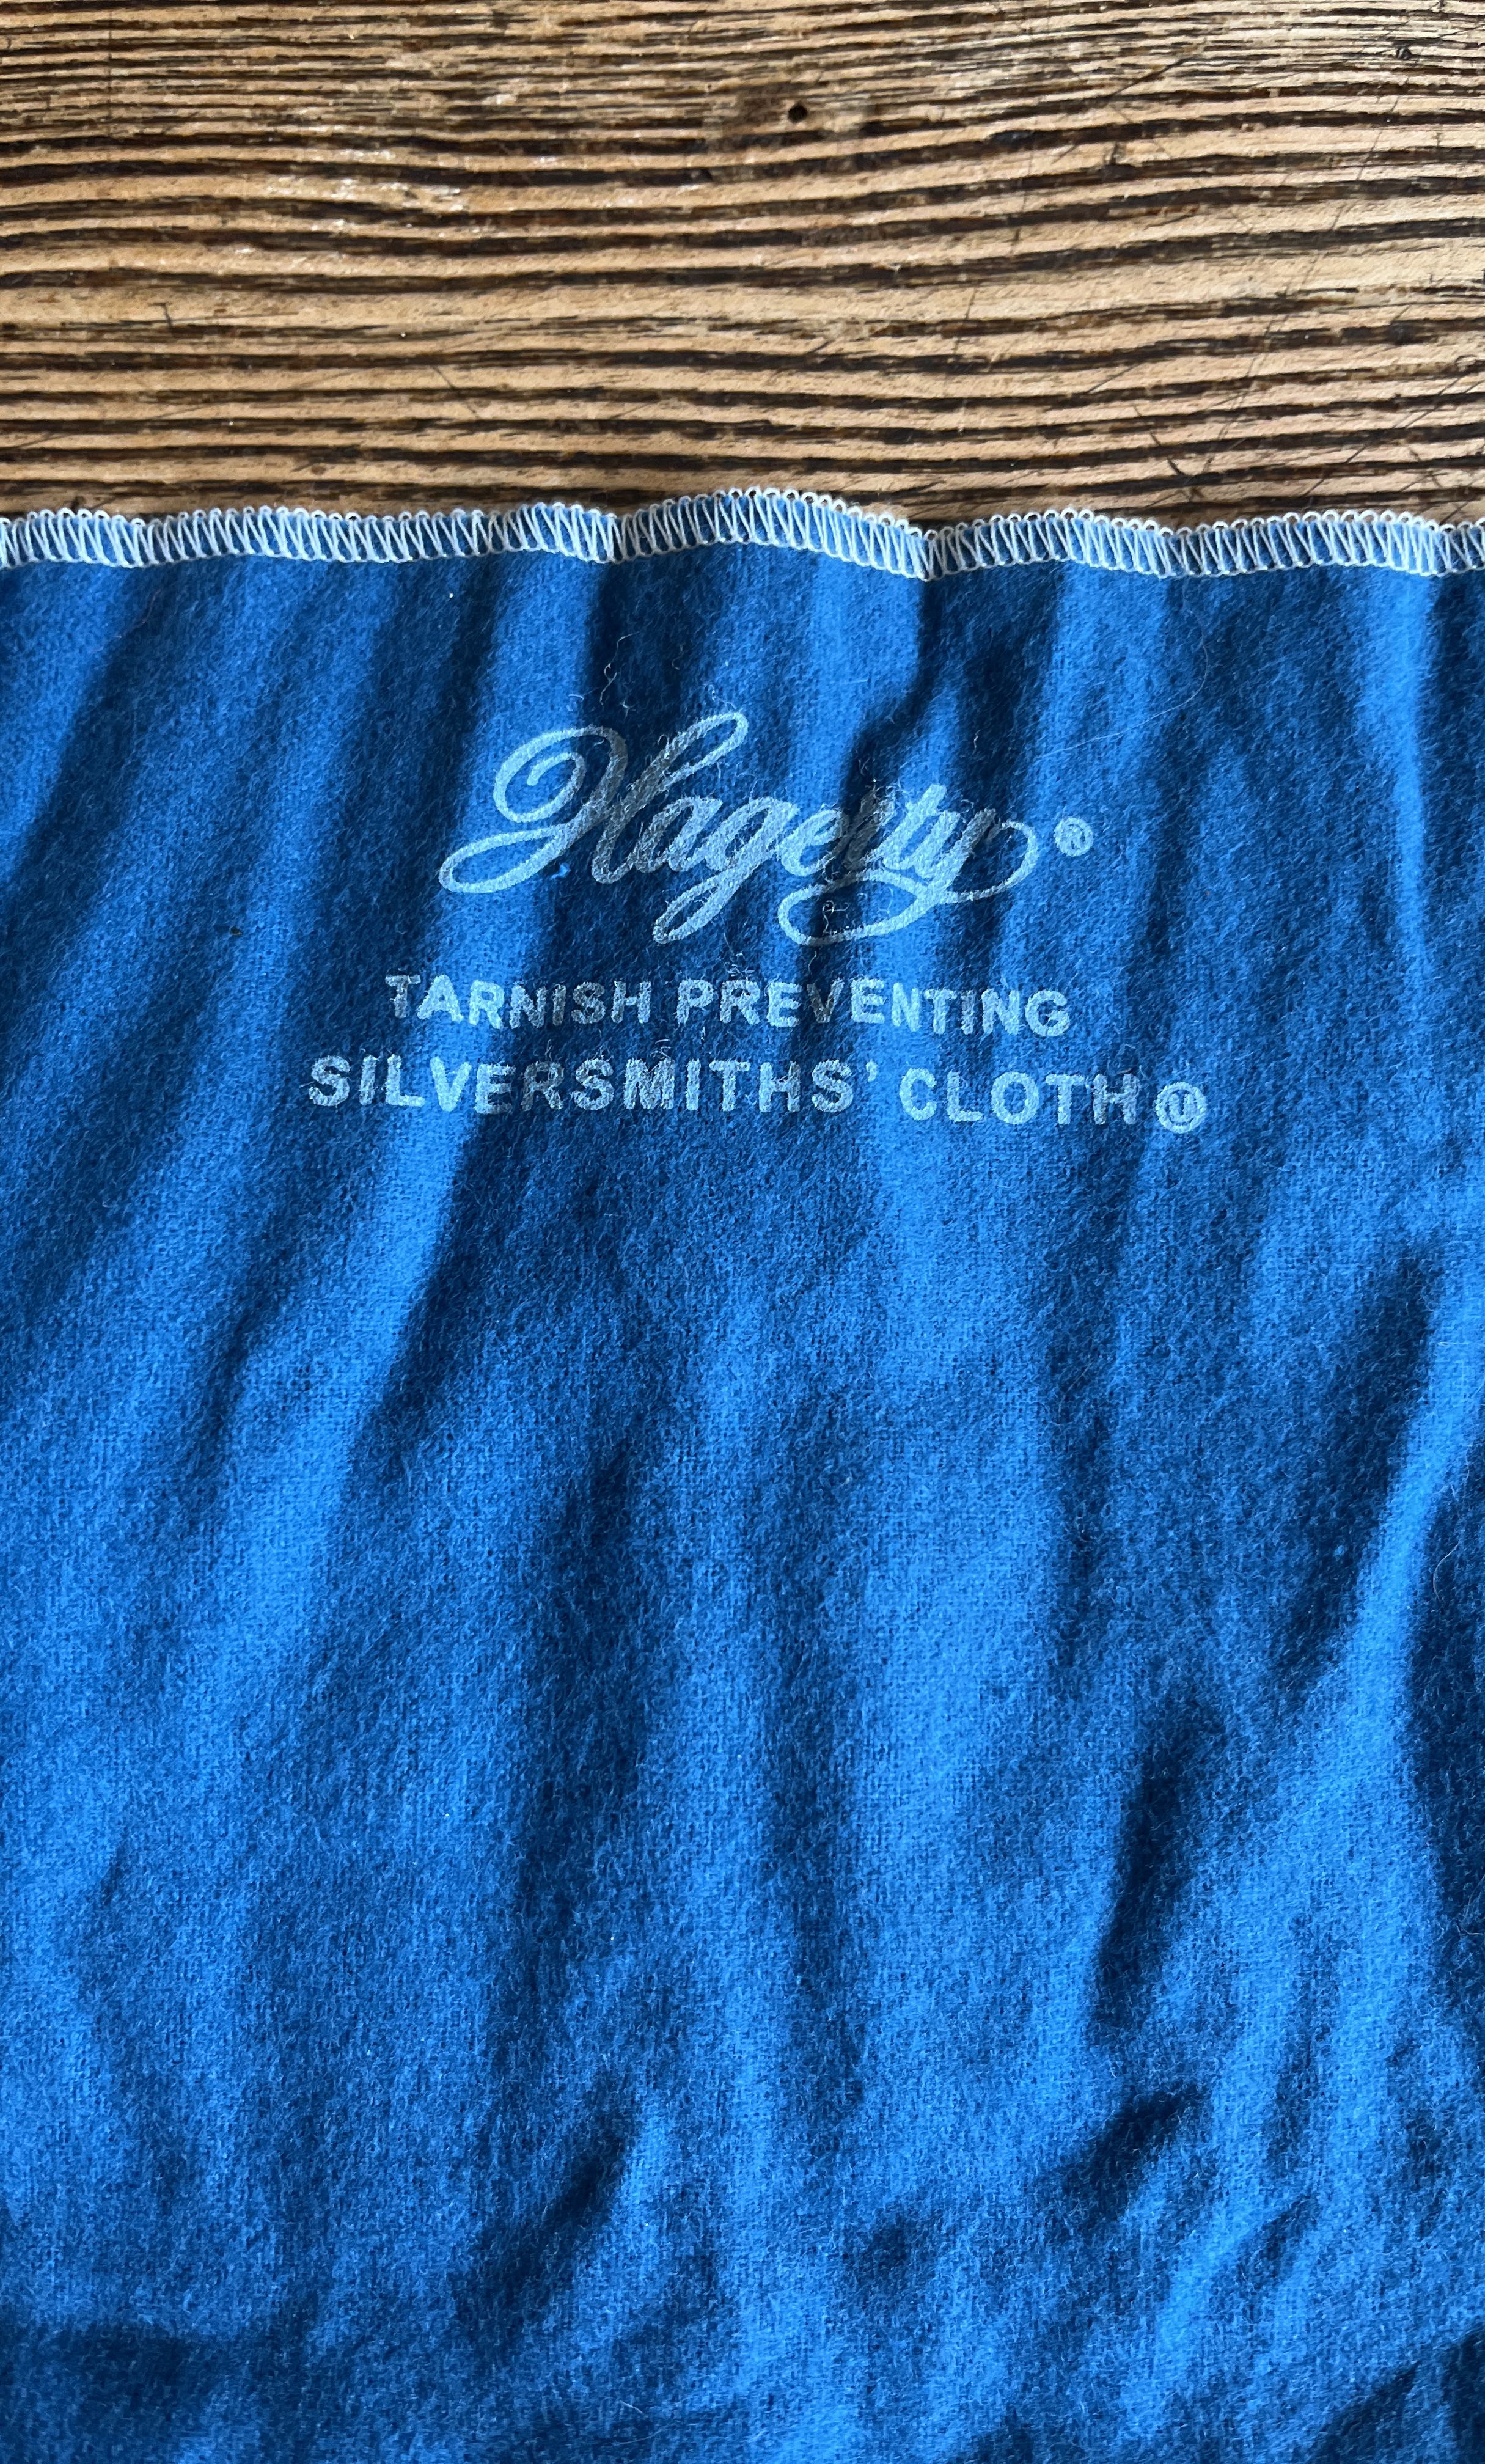 Hagerty®
TARNISH PREVENTING
SILVERSMITHS' CLOTH Ⓤ